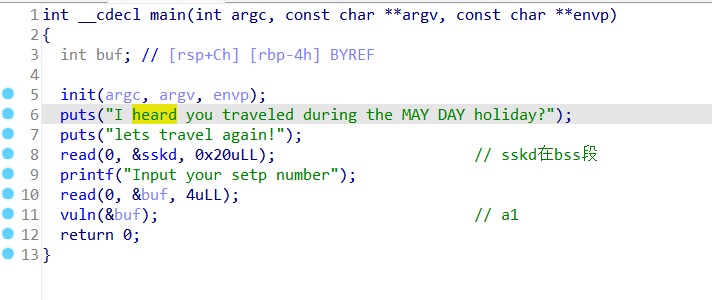 1 int __cdecl main(int argc, const char **argv, const char **envp)
2 {
3 int buf; // [rsp+Ch] [rbp-4h] BYREF
4
5 init(argc, argv, envp);
6 puts("I heard you traveled during the MAY DAY holiday?");
7 puts("lets travel again!");
8 read(0, &sskd, 0x20uLL); // sskd在bss段
9 printf("Input your setp number");
10 read(0, &buf, 4uLL);
11 vuln(&buf); // a1
12 return 0;
13 }